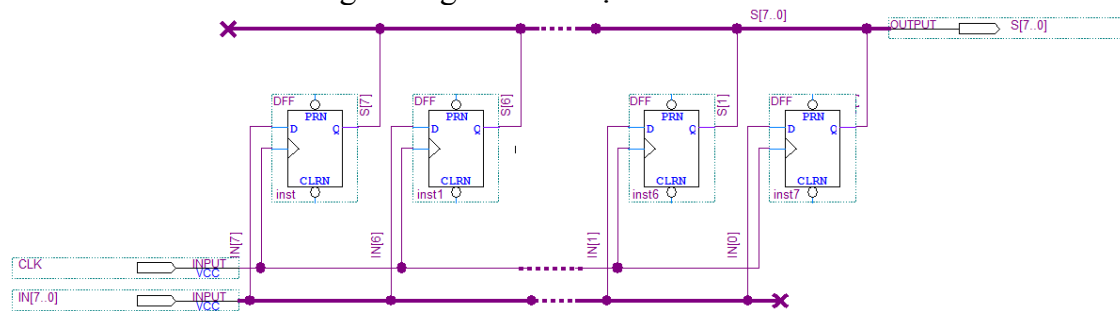 S[7..0]
OUTPUT S[7..0]
DFF DFF DFF DFF
S[7] S[6] S[1]
PRN PRN PRN PRN
D Q D Q D Q D Q
CLRN CLRN CLRN CLRN
inst inst1 inst6 inst7
IN[7] IN[6] IN[1] IN[0]
CLK INPUT
VCC
IN[7..0] INPUT
VCC